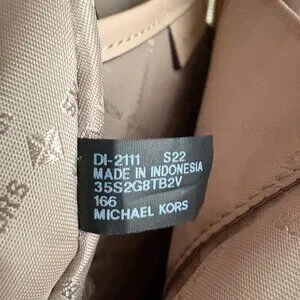 DI-2111 S22
MADE IN INDONESIA
35S2G8TB2V
166
MICHAEL KORS